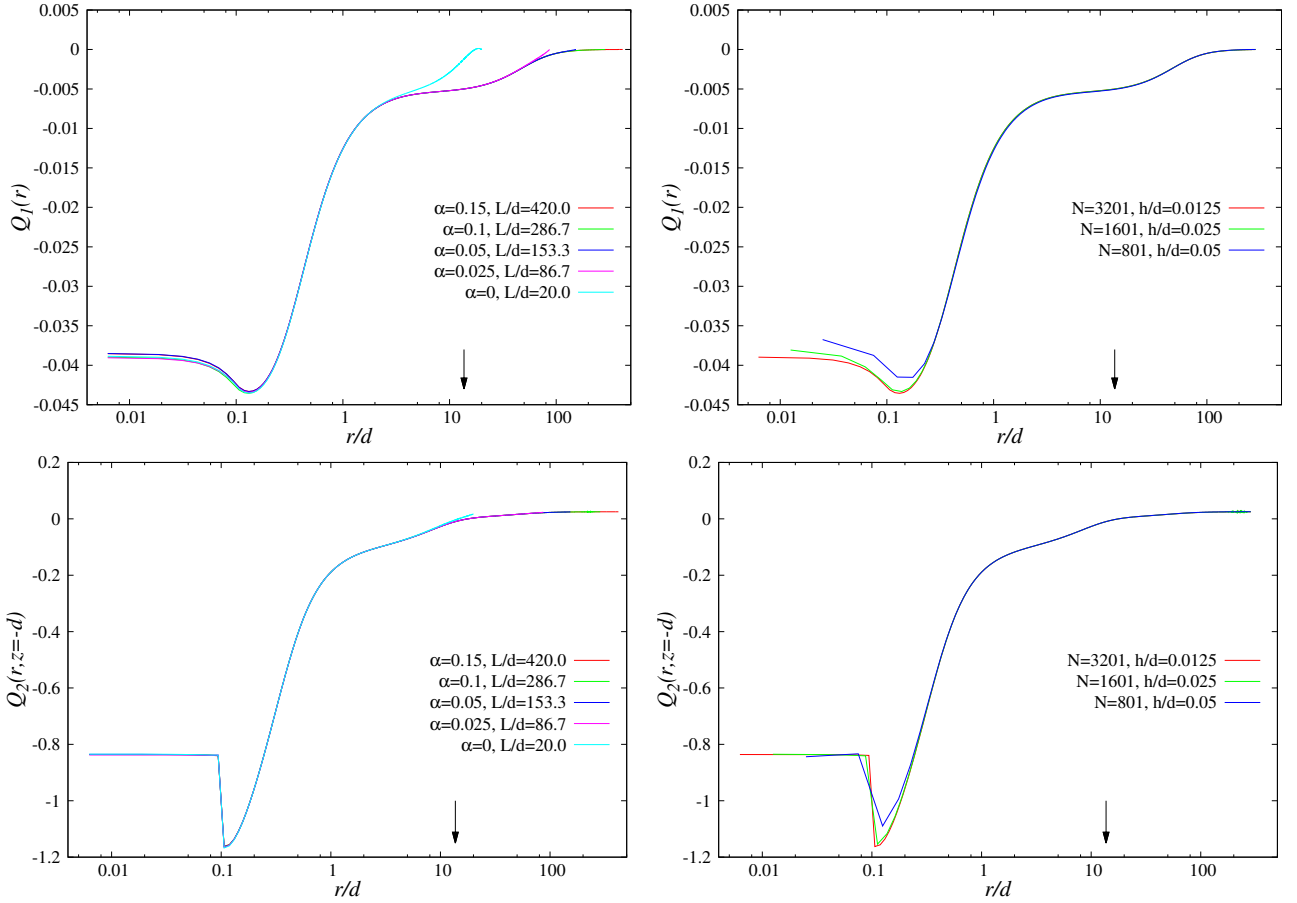 0.005
0
-0.005
-0.01
-0.015
-0.02
-0.025
-0.03
-0.035
-0.04
-0.045
Q1(r)
α=0.15, L/d=420.0
α=0.1, L/d=286.7
α=0.05, L/d=153.3
α=0.025, L/d=86.7
α=0, L/d=20.0
0.01 0.1 1 10 100
r/d
0.005
0
-0.005
-0.01
-0.015
-0.02
-0.025
-0.03
-0.035
-0.04
-0.045
Q1(r)
N=3201, h/d=0.0125
N=1601, h/d=0.025
N=801, h/d=0.05
0.01 0.1 1 10 100
r/d
0.2
0
-0.2
-0.4
-0.6
-0.8
-1
-1.2
Q2(r,z=-d)
α=0.15, L/d=420.0
α=0.1, L/d=286.7
α=0.05, L/d=153.3
α=0.025, L/d=86.7
α=0, L/d=20.0
0.01 0.1 1 10 100
r/d
0.2
0
-0.2
-0.4
-0.6
-0.8
-1
-1.2
Q2(r,z=-d)
N=3201, h/d=0.0125
N=1601, h/d=0.025
N=801, h/d=0.05
0.01 0.1 1 10 100
r/d